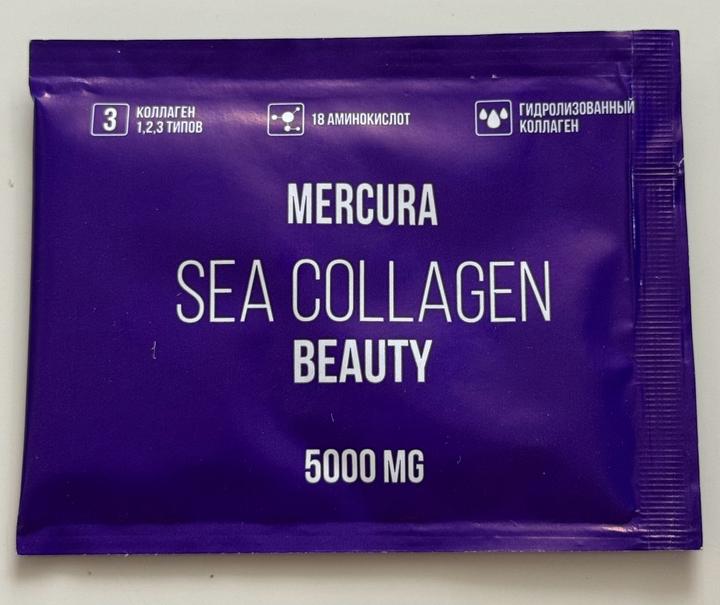 3
КОЛЛАГЕН
1,2,3 ТИПОВ
18 АМИНОКИСЛОТ
ГИДРОЛИЗОВАННЫЙ
КОЛЛАГЕН
MERCURA
SEA COLLAGEN
BEAUTY
5000 MG